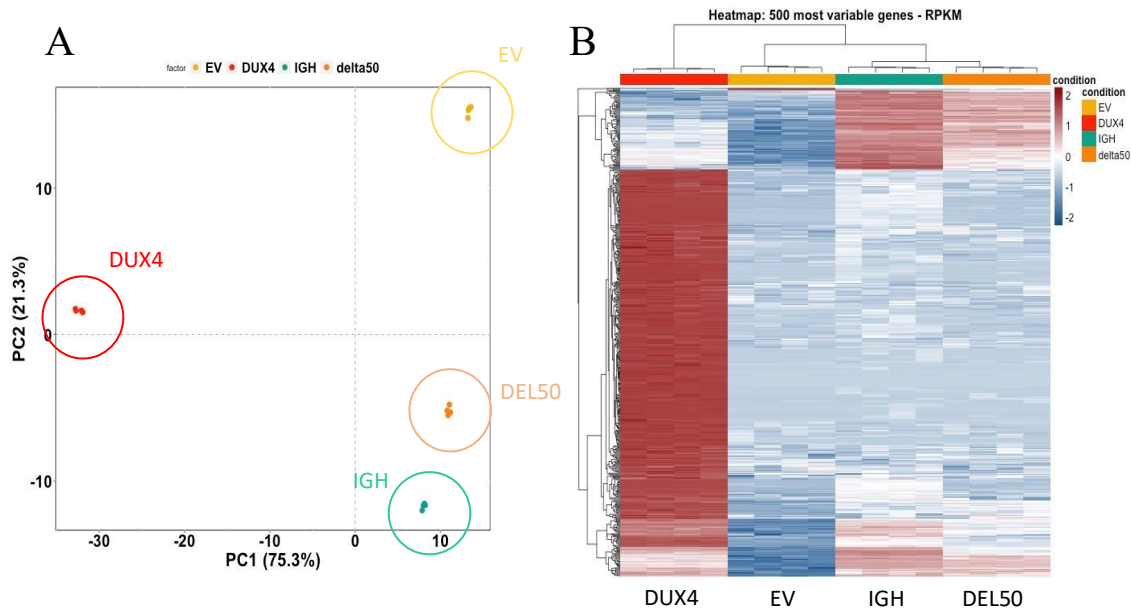 A
factor EV DUX4 IGH delta50
EV
DUX4
DEL50
IGH
10
0
-10
PC2 (21.3%)
-30 -20 -10 0 10
PC1 (75.3%)
B
Heatmap: 500 most variable genes - RPKM
condition
2
1
0
-1
-2
condition
EV
DUX4
IGH
delta50
DUX4 EV IGH DEL50